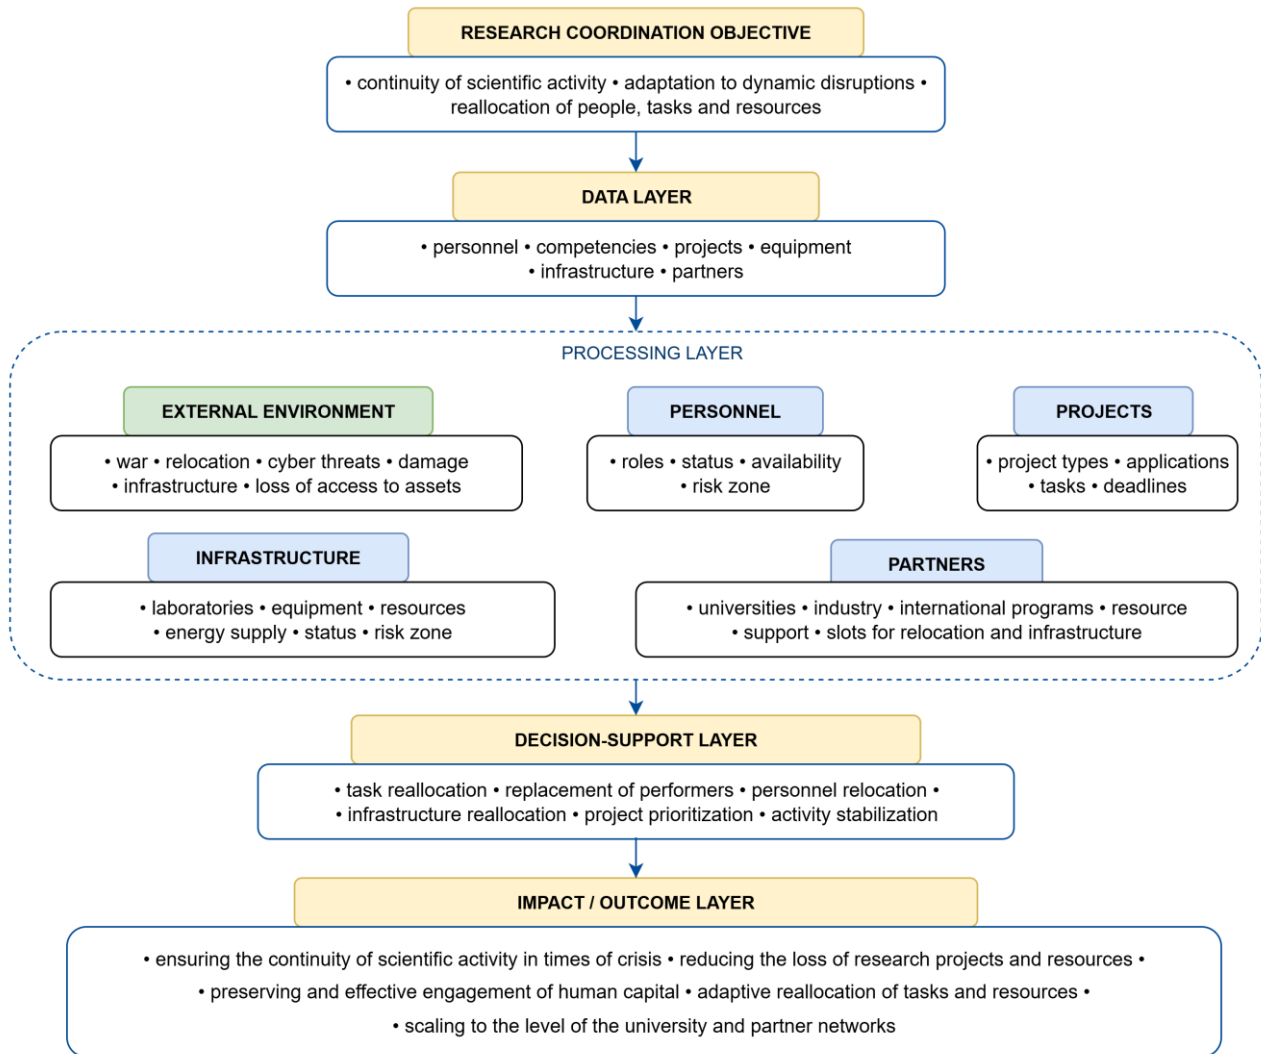 RESEARCH COORDINATION OBJECTIVE
• continuity of scientific activity • adaptation to dynamic disruptions •
reallocation of people, tasks and resources
DATA LAYER
• personnel • competencies • projects • equipment
• infrastructure • partners
PROCESSING LAYER
EXTERNAL ENVIRONMENT
• war • relocation • cyber threats • damage
• infrastructure • loss of access to assets
PERSONNEL
• roles • status • availability
• risk zone
PROJECTS
• project types • applications
• tasks • deadlines
INFRASTRUCTURE
• laboratories • equipment • resources
• energy supply • status • risk zone
PARTNERS
• universities • industry • international programs • resource
• support • slots for relocation and infrastructure
DECISION-SUPPORT LAYER
• task reallocation • replacement of performers • personnel relocation •
• infrastructure reallocation • project prioritization • activity stabilization
IMPACT / OUTCOME LAYER
• ensuring the continuity of scientific activity in times of crisis • reducing the loss of research projects and resources •
• preserving and effective engagement of human capital • adaptive reallocation of tasks and resources •
• scaling to the level of the university and partner networks